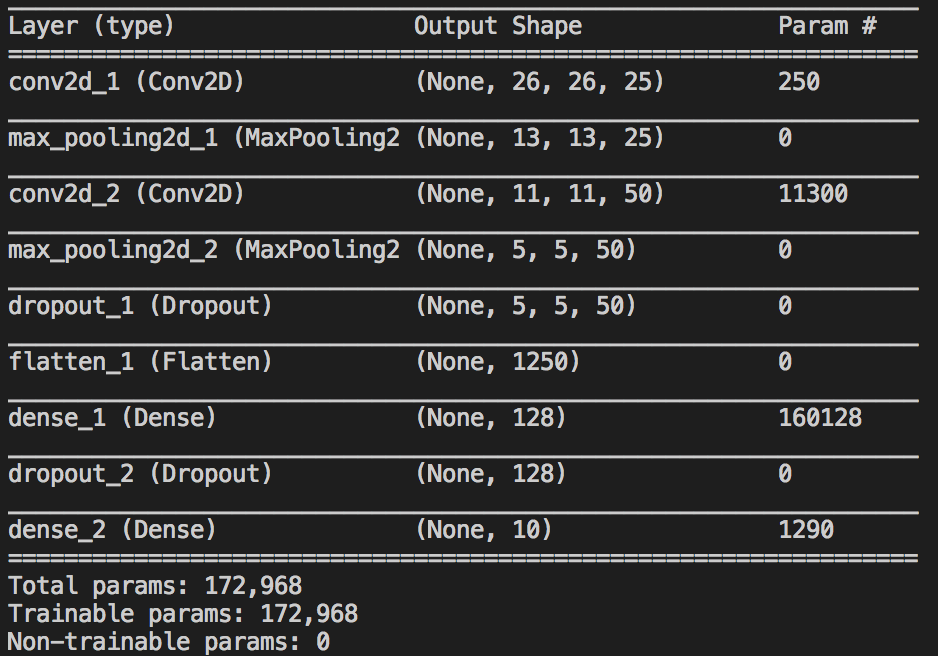 Layer (type) Output Shape Param #
=================================================================
conv2d_1 (Conv2D) (None, 26, 26, 25) 250
max_pooling2d_1 (MaxPooling2 (None, 13, 13, 25) 0
conv2d_2 (Conv2D) (None, 11, 11, 50) 11300
max_pooling2d_2 (MaxPooling2 (None, 5, 5, 50) 0
dropout_1 (Dropout) (None, 5, 5, 50) 0
flatten_1 (Flatten) (None, 1250) 0
dense_1 (Dense) (None, 128) 160128
dropout_2 (Dropout) (None, 128) 0
dense_2 (Dense) (None, 10) 1290
=================================================================
Total params: 172,968
Trainable params: 172,968
Non-trainable params: 0